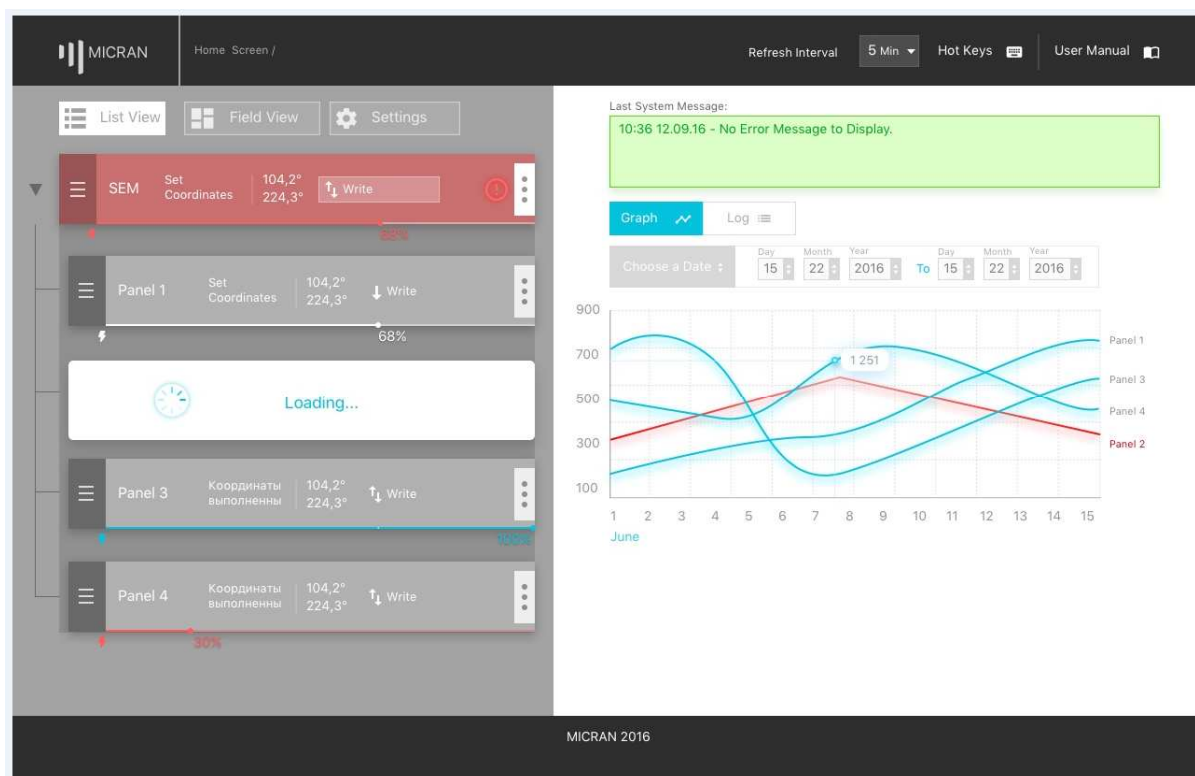 MICRAN
Home Screen /
Refresh Interval
5 Min
Hot Keys
User Manual
List View
Field View
Settings
SEM
Set
Coordinates
104,2°
224,3°
Write
Panel 1
Set
Coordinates
104,2°
224,3°
Write
68%
Loading...
Panel 3
Координаты
выполненны
104,2°
224,3°
Write
100%
Panel 4
Координаты
выполненны
104,2°
224,3°
Write
30%
Last System Message:
10:36 12.09.16 - No Error Message to Display.
Graph
Log
Choose a Date
Day
Month
Year
15
22
2016
To
Day
Month
Year
15
22
2016
900
700
500
300
100
1 251
Panel 1
Panel 3
Panel 4
Panel 2
1 2 3 4 5 6 7 8 9 10 11 12 13 14 15
June
MICRAN 2016